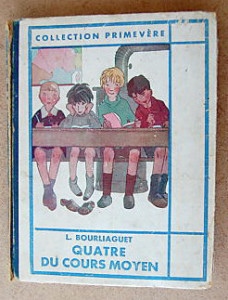 COLLECTION PRIMEVÈRE
L. BOURLIAGUET
QUATRE
DU COURS MOYEN